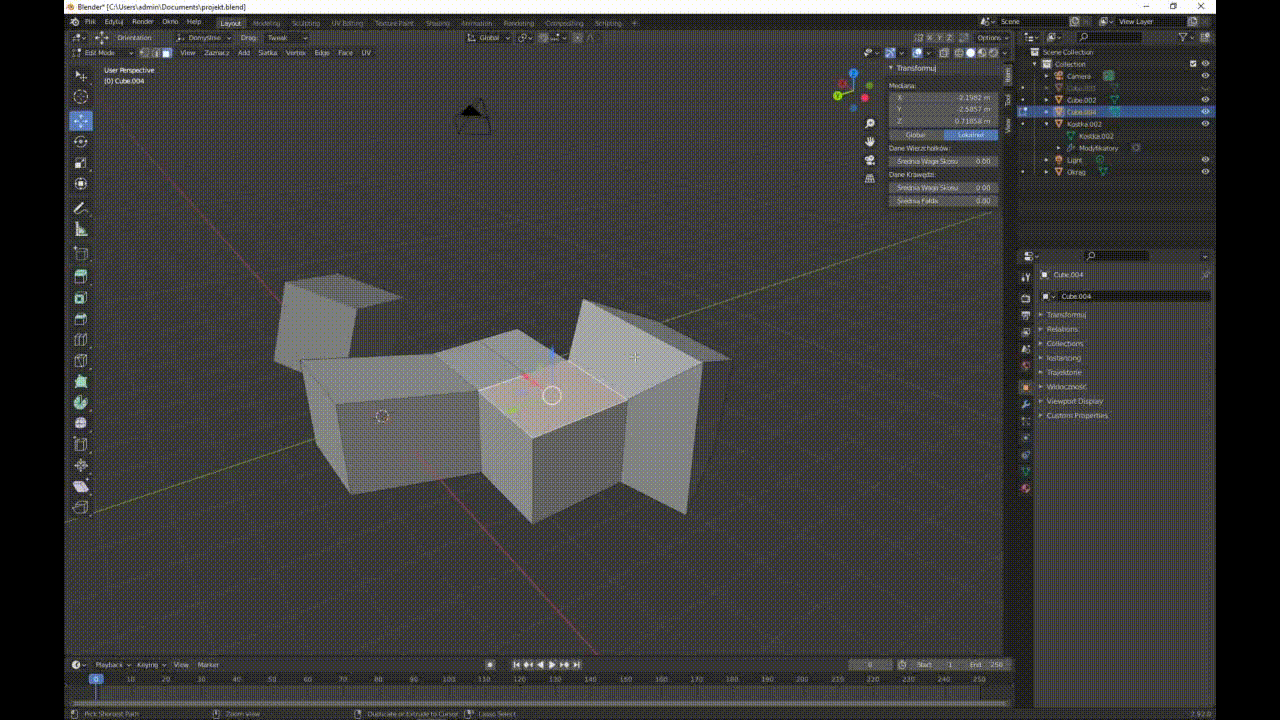 Blender* [C:\Users\admin\Documents\projekt.blend]
Plik Edytuj Render Okno Help Layout Modeling Sculpting UV Editing Texture Paint Shading Animation Rendering Compositing Scripting + Scene View Layer
Orientation: Domyślne Drag: Tweak Global Options
Edit Mode View Zaznacz Add Siatka Vertex Edge Face UV
User Perspective
(0) Cube.004
Transformuj
Mediana:
X -2.1982 m
Y -2.5857 m
Z 0.71058 m
Global Lokalnie
Dane Wierzchołków:
Średnia Waga Skosu 0.00
Dane Krawędzi:
Średnia Waga Skosu 0.00
Średnia Fałda 0.00
Item
Tool
View
Scene Collection
Collection
Camera
Cube.002
Cube.004
Kostka.002
Kostka.002
Modyfikatory
Light
Okrąg
Cube.004
Cube.004
Transformuj
Relations
Collections
Instancing
Trajektorie
Widoczność
Viewport Display
Custom Properties
Playback Keying View Marker 0 Start 1 End 250
0 10 20 30 40 50 60 70 80 90 100 110 120 130 140 150 160 170 180 190 200 210 220 230 240 250
Pick Shortest Path Zoom view Duplicate or Extrude to Cursor Lasso Select 2.92.0